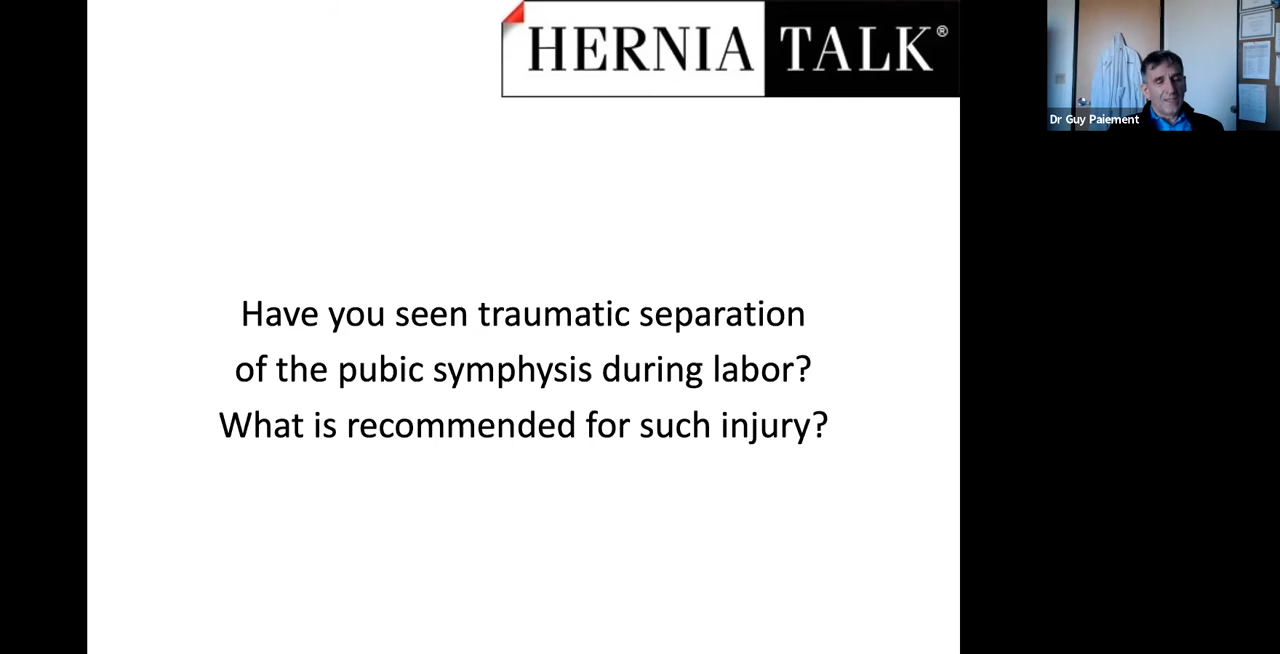 HERNIA TALK®
Dr Guy Paiement
Have you seen traumatic separation
of the pubic symphysis during labor?
What is recommended for such injury?